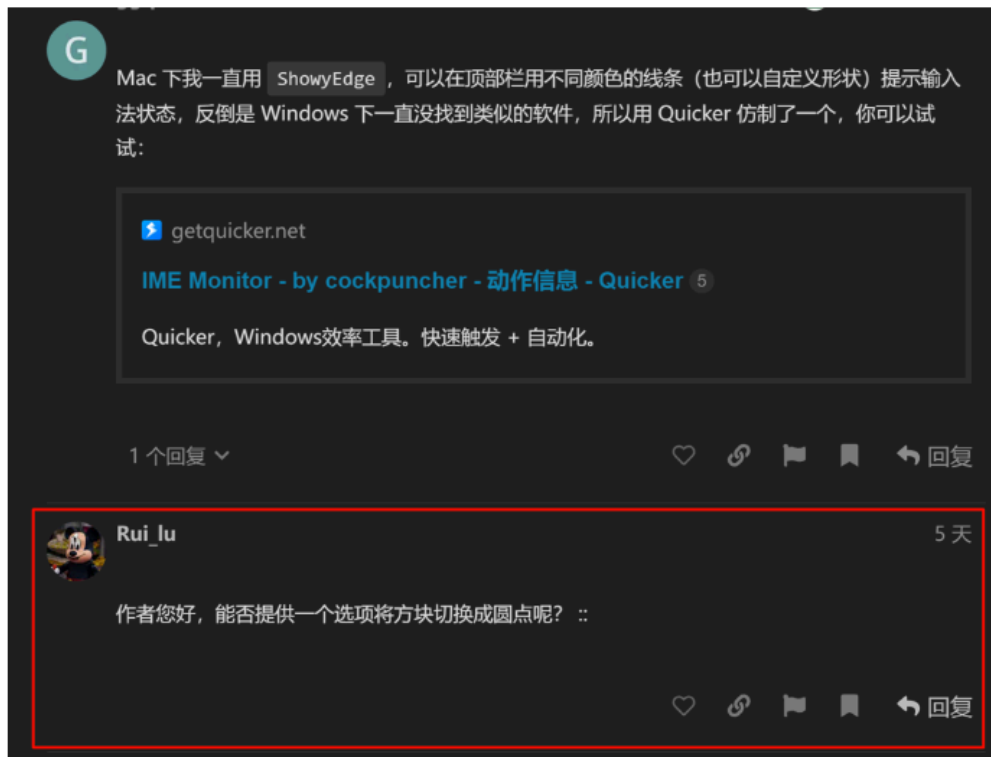 G
Mac 下我一直用 ShowyEdge ，可以在顶部栏用不同颜色的线条（也可以自定义形状）提示输入
法状态，反倒是 Windows 下一直没找到类似的软件，所以用 Quicker 仿制了一个，你可以试
试：
getquicker.net
IME Monitor - by cockpuncher - 动作信息 - Quicker 5
Quicker，Windows效率工具。快速触发 + 自动化。
1 个回复 回复
Rui_lu 5 天
作者您好，能否提供一个选项将方块切换成圆点呢？ ::
回复